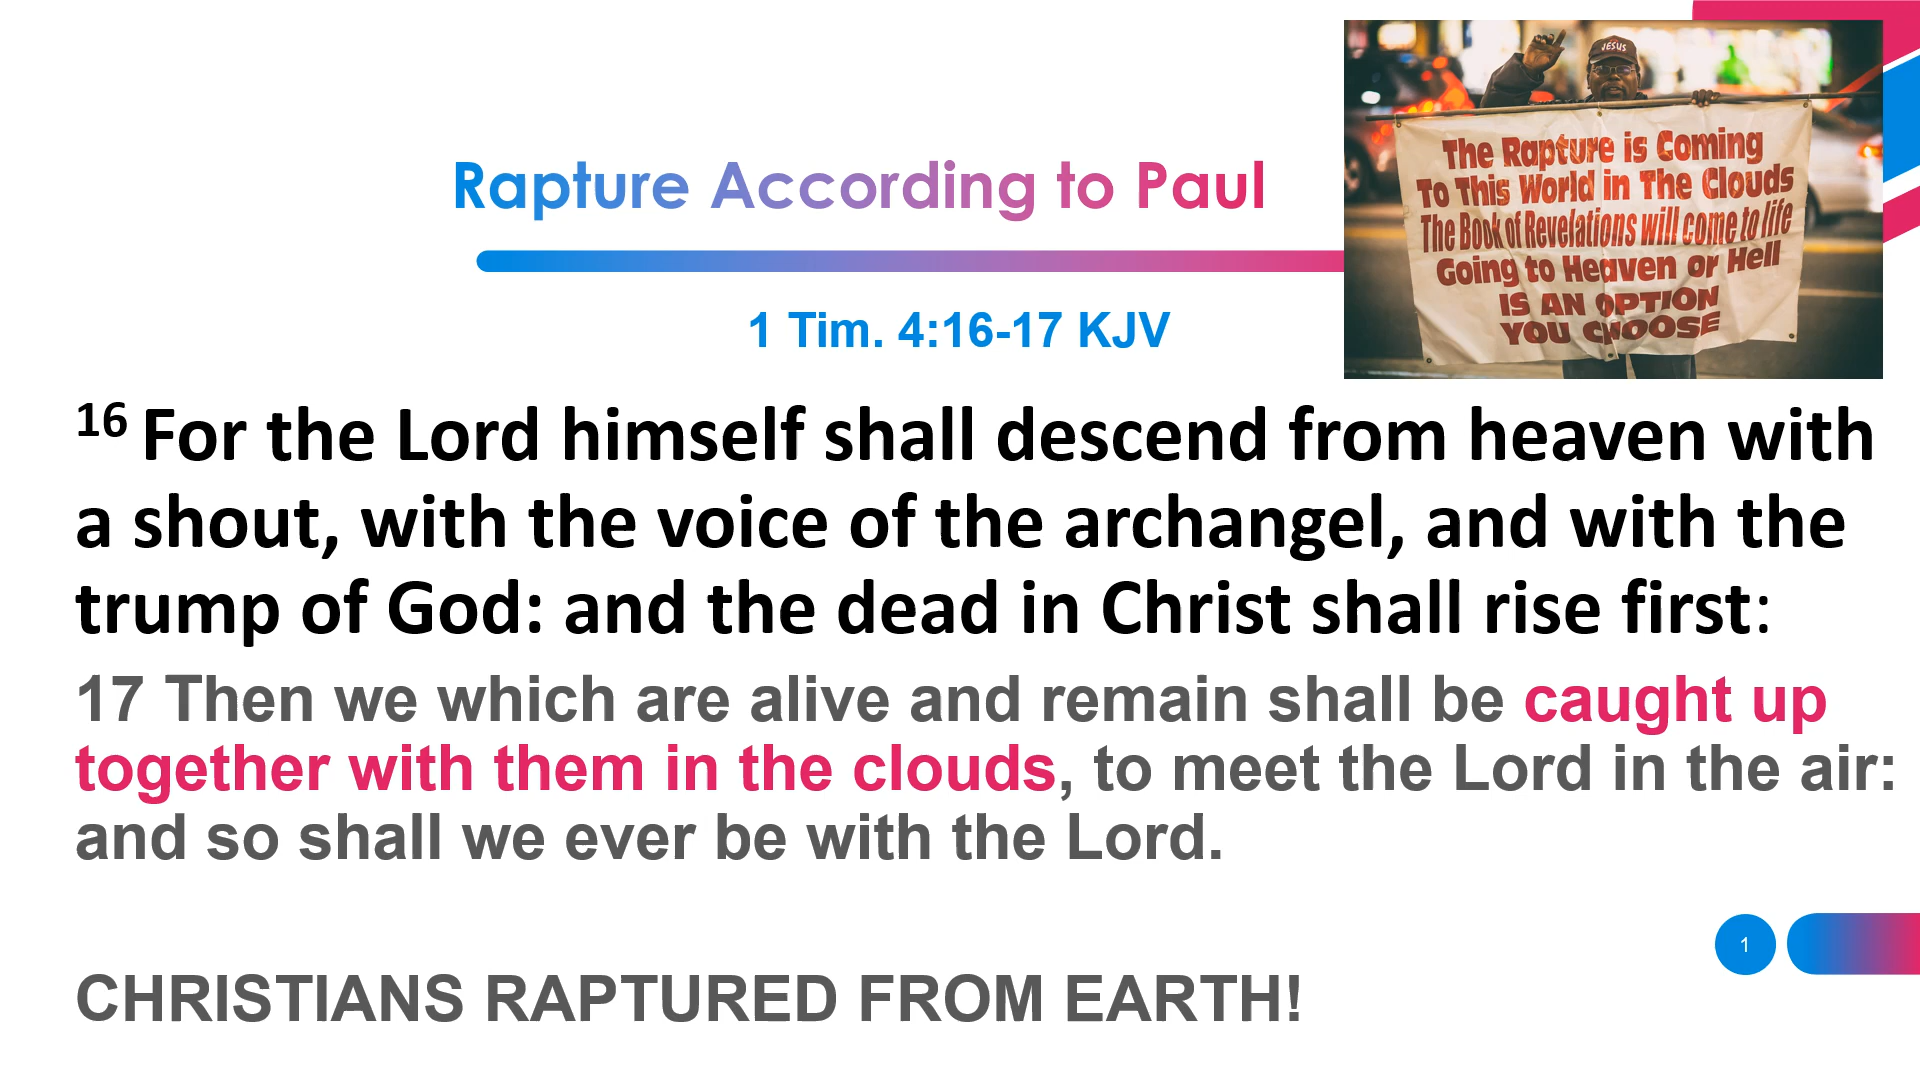 Rapture According to Paul
JESUS
The Rapture is Coming
To This World in The Clouds
The Book of Revelations will come to life
Going to Heaven or Hell
IS AN OPTION
YOU CHOOSE
1 Tim. 4:16-17 KJV
16 For the Lord himself shall descend from heaven with
a shout, with the voice of the archangel, and with the
trump of God: and the dead in Christ shall rise first:
17 Then we which are alive and remain shall be caught up
together with them in the clouds, to meet the Lord in the air:
and so shall we ever be with the Lord.
1
CHRISTIANS RAPTURED FROM EARTH!